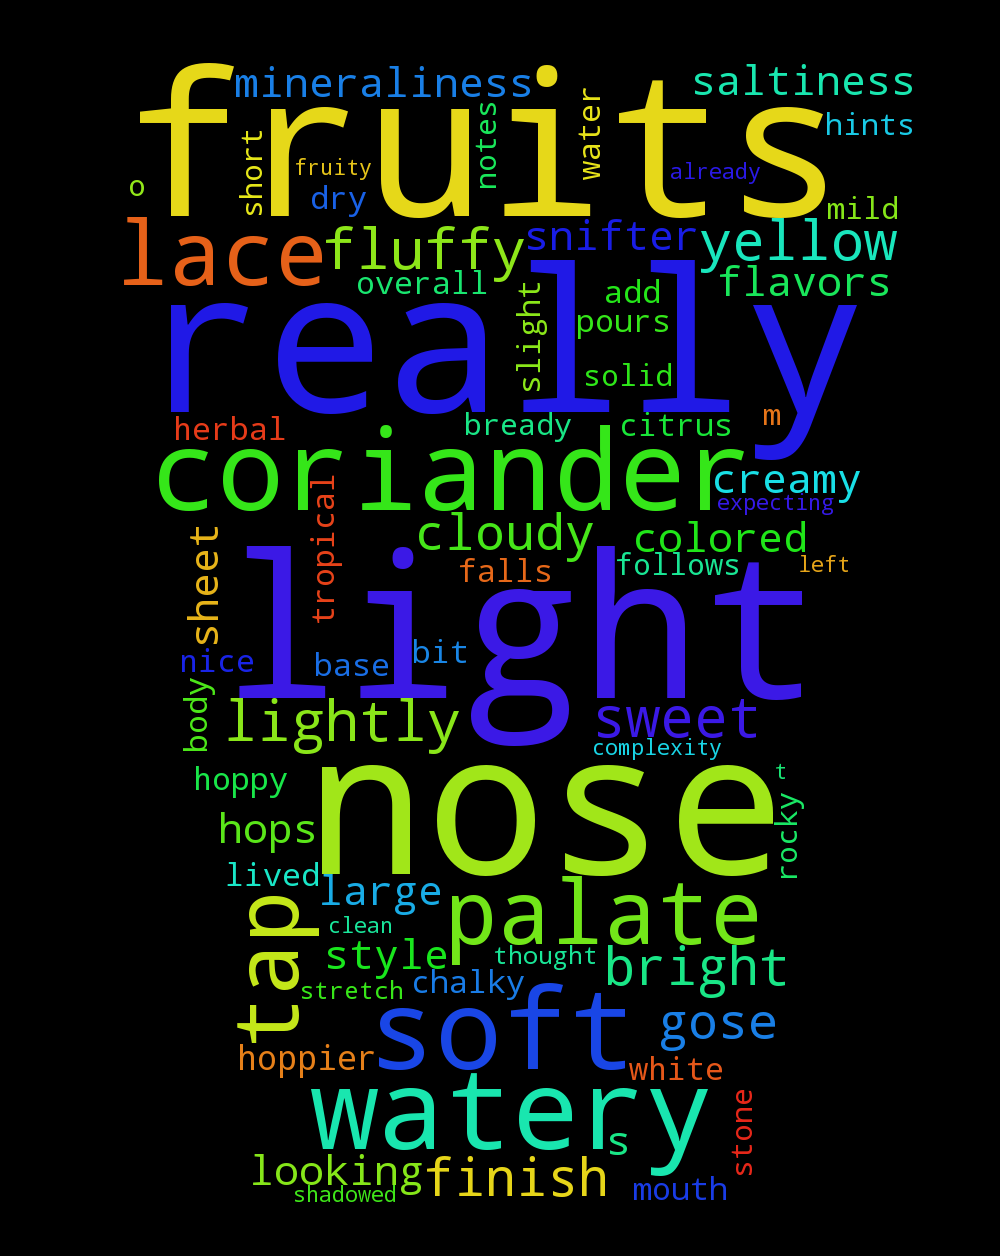 fruits
mineraliness
saltiness
hints
notes
water
short
fruity
already
o
dry
mild
lace
fluffy
snifter
yellow
overall
flavors
really
slight
add
pours
solid
herbal
bready
citrus
m
coriander
creamy
expecting
tropical
cloudy
colored
sheet
falls
follows
left
light
nice
base
bit
body
lightly
sweet
complexity
nose
hoppy
t
rocky
hops
lived
large
palate
tap
clean
style
thought
bright
stretch
chalky
soft
gose
hoppier
white
watery
s
stone
looking
finish
shadowed
mouth